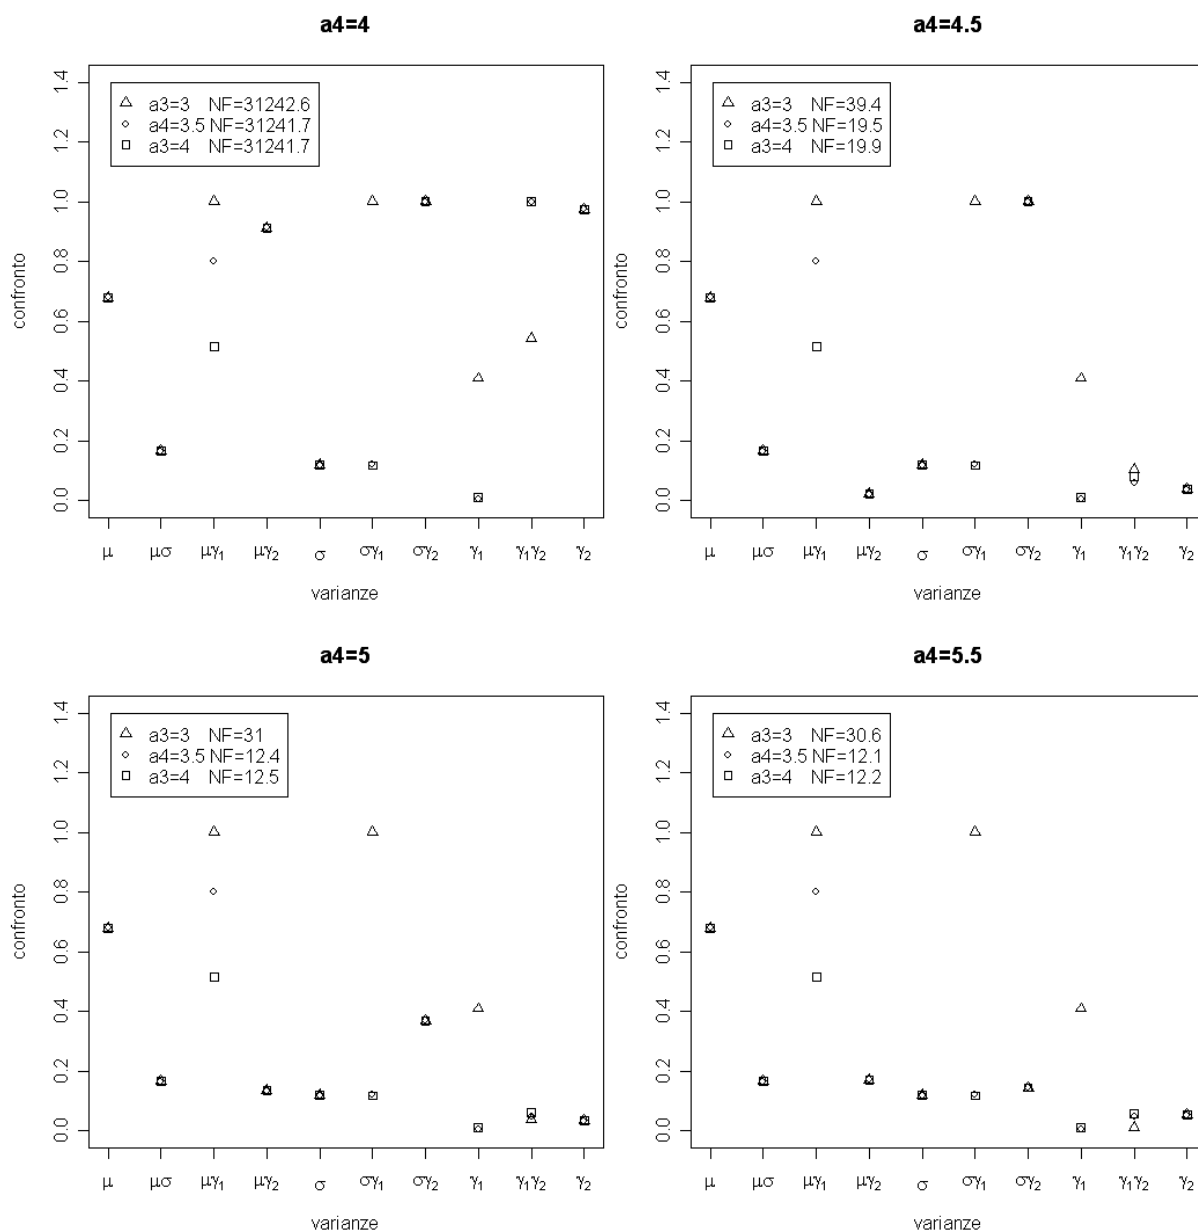 a4=4
1.4
1.2
1.0
0.8
0.6
0.4
0.2
0.0
confronto
a3=3 NF=31242.6
a4=3.5 NF=31241.7
a3=4 NF=31241.7
μ μσ μγ1 μγ2 σ σγ1 σγ2 γ1 γ1γ2 γ2
varianze
a4=4.5
1.4
1.2
1.0
0.8
0.6
0.4
0.2
0.0
confronto
a3=3 NF=39.4
a4=3.5 NF=19.5
a3=4 NF=19.9
μ μσ μγ1 μγ2 σ σγ1 σγ2 γ1 γ1γ2 γ2
varianze
a4=5
1.4
1.2
1.0
0.8
0.6
0.4
0.2
0.0
confronto
a3=3 NF=31
a4=3.5 NF=12.4
a3=4 NF=12.5
μ μσ μγ1 μγ2 σ σγ1 σγ2 γ1 γ1γ2 γ2
varianze
a4=5.5
1.4
1.2
1.0
0.8
0.6
0.4
0.2
0.0
confronto
a3=3 NF=30.6
a4=3.5 NF=12.1
a3=4 NF=12.2
μ μσ μγ1 μγ2 σ σγ1 σγ2 γ1 γ1γ2 γ2
varianze